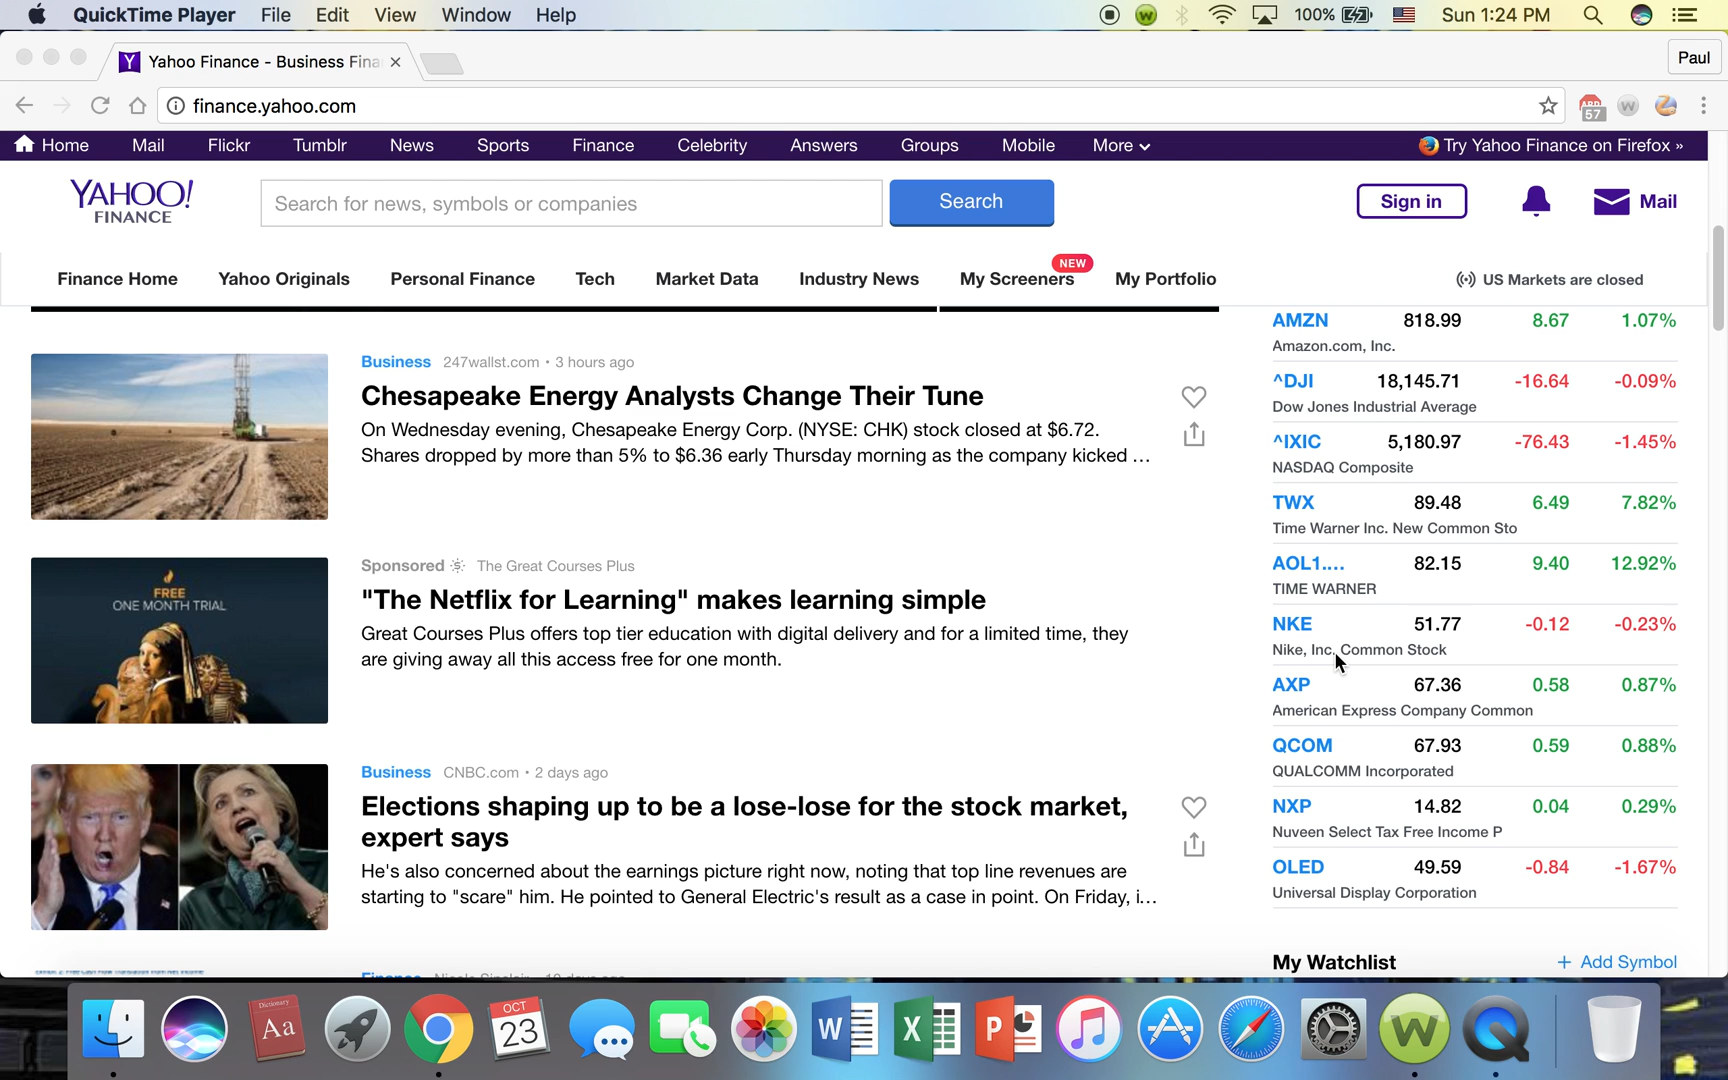 QuickTime Player File Edit View Window Help
100% Sun 1:24 PM
Yahoo Finance - Business Fina
Paul
finance.yahoo.com
57
Home Mail Flickr Tumblr News Sports Finance Celebrity Answers Groups Mobile More Try Yahoo Finance on Firefox »
YAHOO!
FINANCE
Search for news, symbols or companies
Search
Sign in
Mail
NEW
Finance Home Yahoo Originals Personal Finance Tech Market Data Industry News My Screeners My Portfolio
US Markets are closed
Business 247wallst.com • 3 hours ago
Chesapeake Energy Analysts Change Their Tune
On Wednesday evening, Chesapeake Energy Corp. (NYSE: CHK) stock closed at $6.72.
Shares dropped by more than 5% to $6.36 early Thursday morning as the company kicked ...
FREE
ONE MONTH TRIAL
Sponsored The Great Courses Plus
"The Netflix for Learning" makes learning simple
Great Courses Plus offers top tier education with digital delivery and for a limited time, they
are giving away all this access free for one month.
Business CNBC.com • 2 days ago
Elections shaping up to be a lose-lose for the stock market,
expert says
He's also concerned about the earnings picture right now, noting that top line revenues are
starting to "scare" him. He pointed to General Electric's result as a case in point. On Friday, i...
AMZN 818.99 8.67 1.07%
Amazon.com, Inc.
^DJI 18,145.71 -16.64 -0.09%
Dow Jones Industrial Average
^IXIC 5,180.97 -76.43 -1.45%
NASDAQ Composite
TWX 89.48 6.49 7.82%
Time Warner Inc. New Common Sto
AOL1.... 82.15 9.40 12.92%
TIME WARNER
NKE 51.77 -0.12 -0.23%
Nike, Inc. Common Stock
AXP 67.36 0.58 0.87%
American Express Company Common
QCOM 67.93 0.59 0.88%
QUALCOMM Incorporated
NXP 14.82 0.04 0.29%
Nuveen Select Tax Free Income P
OLED 49.59 -0.84 -1.67%
Universal Display Corporation
My Watchlist + Add Symbol
Dictionary
Aa
OCT
23
W
X
P
W